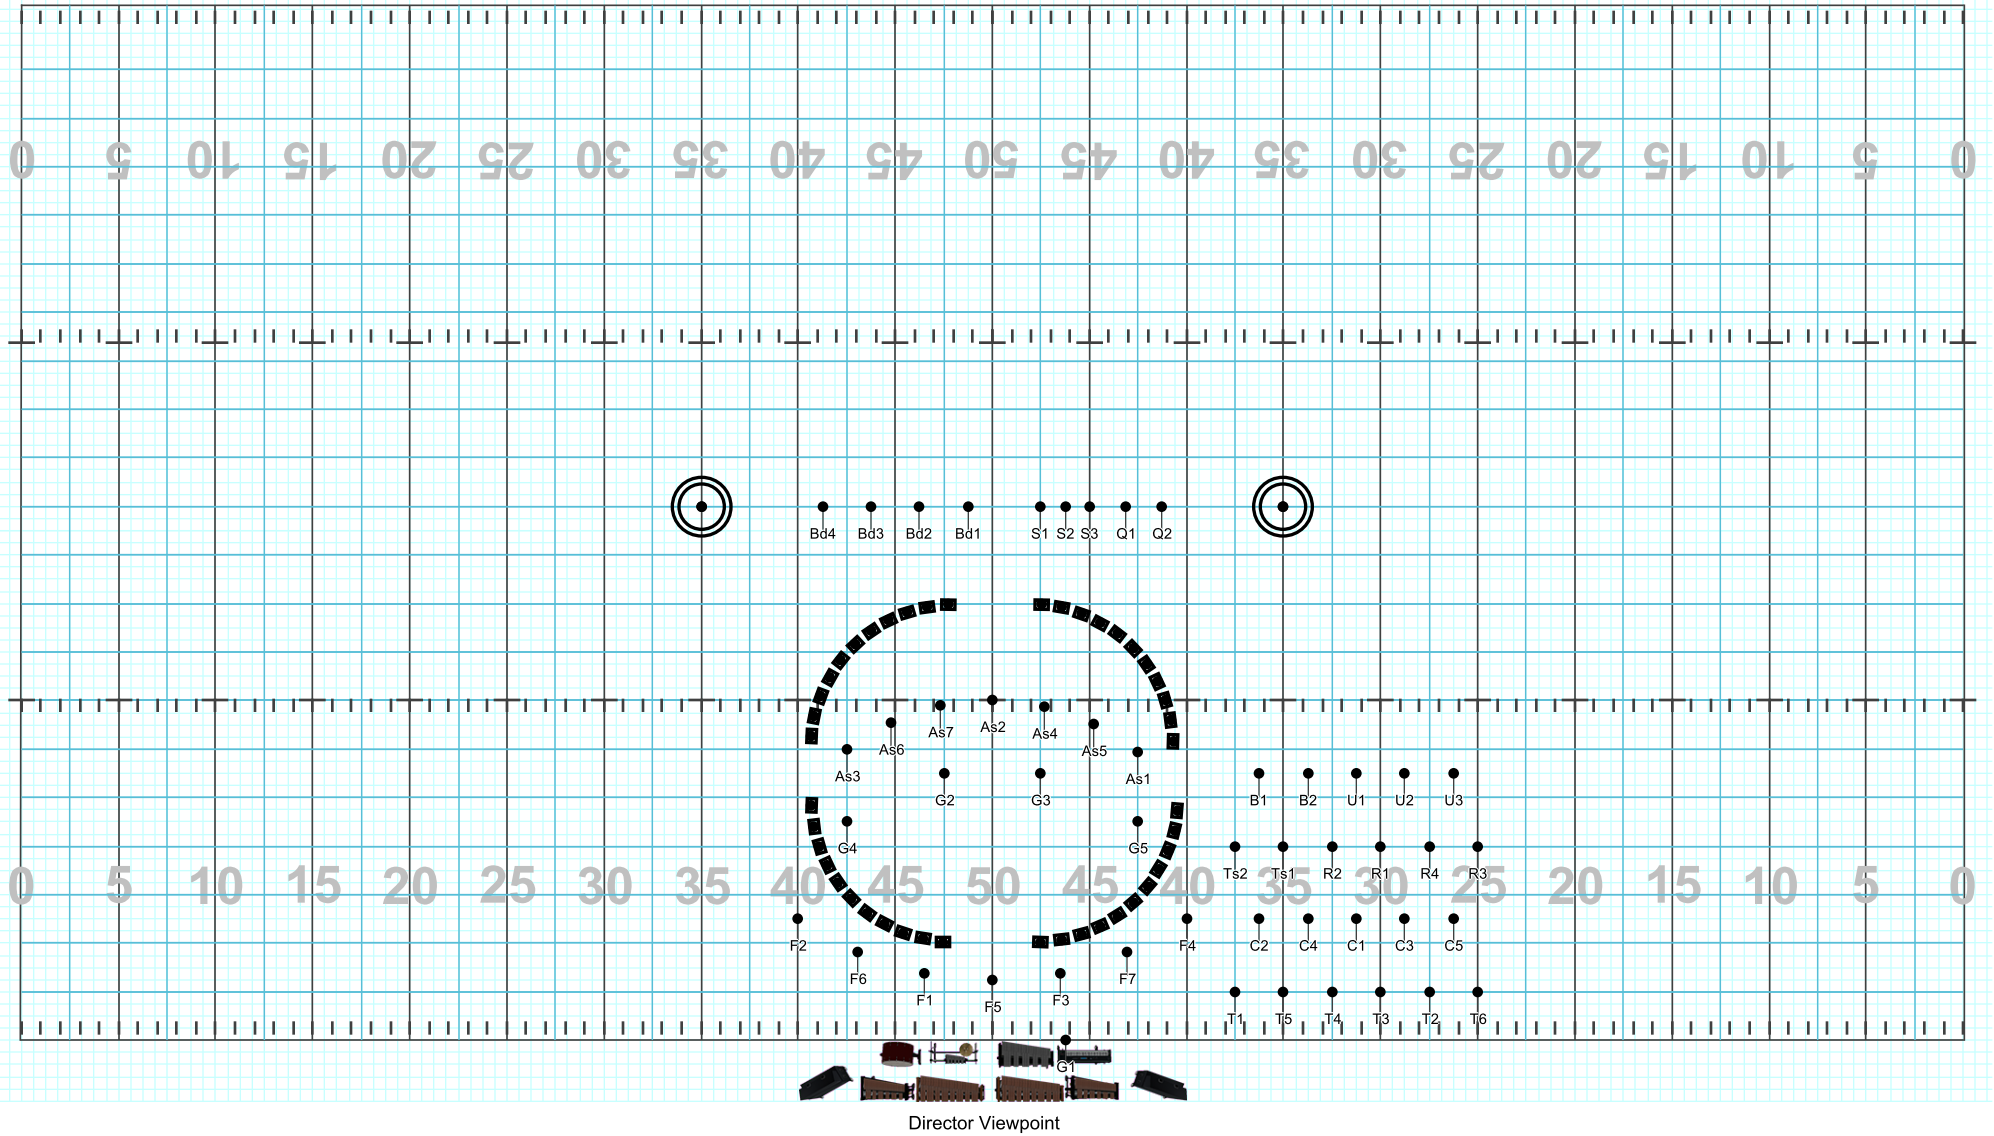 0 5 10 15 20 25 30 35 40 45 50 45 40 35 30 25 20 15 10 5 0
Bd4 Bd3 Bd2 Bd1 S1 S2 S3 Q1 Q2
As7 As2 As4
As6 As5
As3 As1
G2 G3 B1 B2 U1 U2 U3
G4 G5
Ts2 Ts1 R2 R1 R4 R3
0 5 10 15 20 25 30 35 40 45 50 45 40 35 30 25 20 15 10 5 0
F2 F4 C2 C4 C1 C3 C5
F6 F7
F1 F5 F3
T1 T5 T4 T3 T2 T6
G1
Director Viewpoint